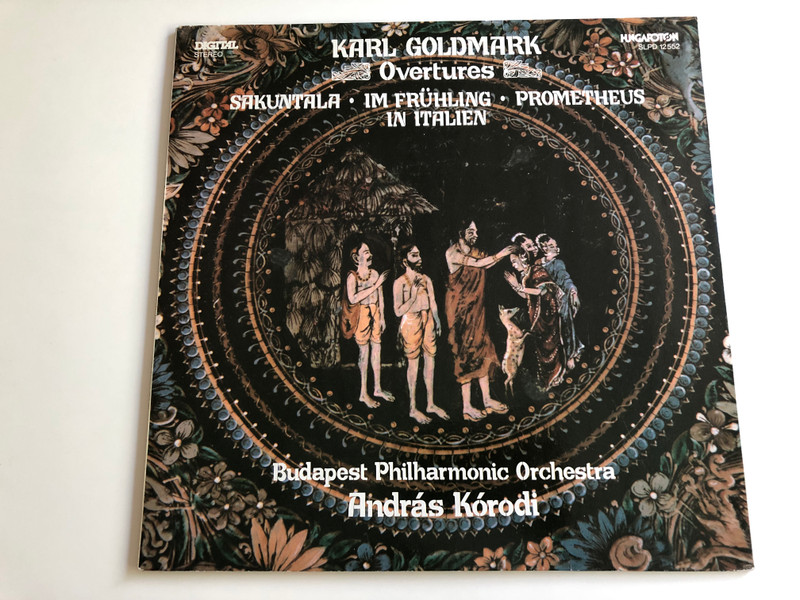 DIGITAL
STEREO
HUNGAROTON
SLPD 12552
KARL GOLDMARK
Overtures
SAKUNTALA • IM FRÜHLING • PROMETHEUS
IN ITALIEN
Budapest Philharmonic Orchestra
András Kórodi